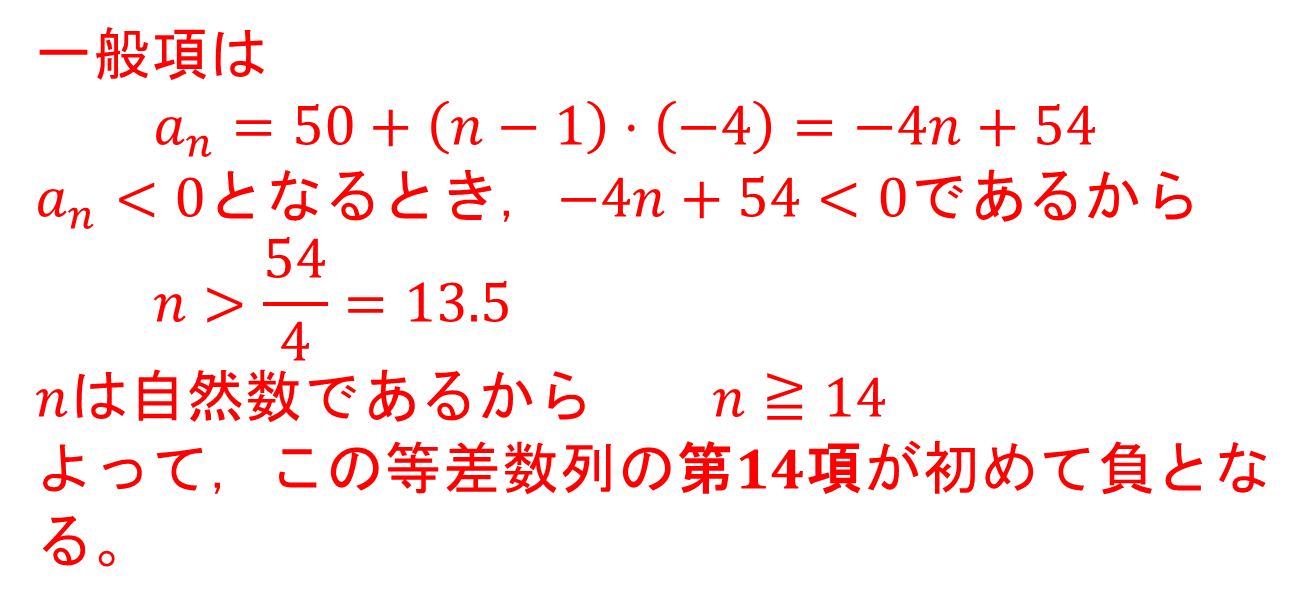 一般項は
aₙ = 50 + (n − 1)・(−4) = −4n + 54
aₙ < 0となるとき，−4n + 54 < 0であるから
n > 54/4 = 13.5
nは自然数であるから　　n ≧ 14
よって，この等差数列の第14項が初めて負とな
る。